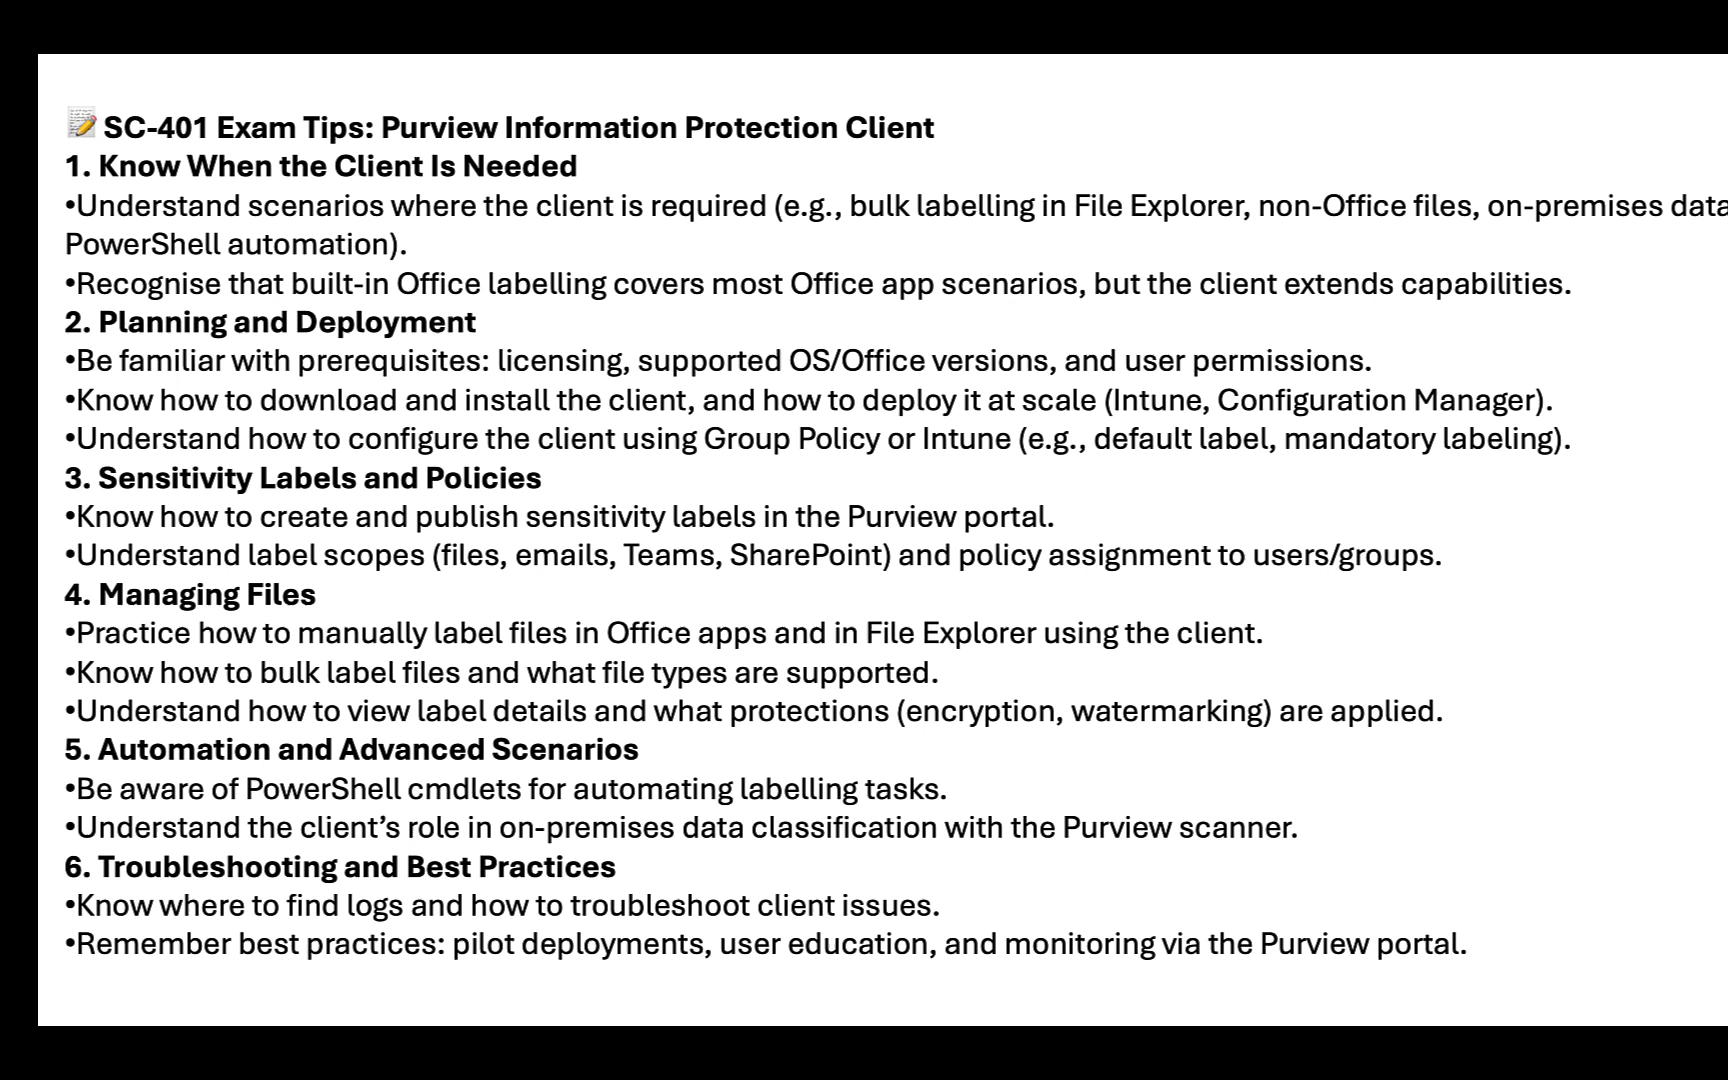 📝 SC-401 Exam Tips: Purview Information Protection Client
1. Know When the Client Is Needed
•Understand scenarios where the client is required (e.g., bulk labelling in File Explorer, non-Office files, on-premises data
PowerShell automation).
•Recognise that built-in Office labelling covers most Office app scenarios, but the client extends capabilities.
2. Planning and Deployment
•Be familiar with prerequisites: licensing, supported OS/Office versions, and user permissions.
•Know how to download and install the client, and how to deploy it at scale (Intune, Configuration Manager).
•Understand how to configure the client using Group Policy or Intune (e.g., default label, mandatory labeling).
3. Sensitivity Labels and Policies
•Know how to create and publish sensitivity labels in the Purview portal.
•Understand label scopes (files, emails, Teams, SharePoint) and policy assignment to users/groups.
4. Managing Files
•Practice how to manually label files in Office apps and in File Explorer using the client.
•Know how to bulk label files and what file types are supported.
•Understand how to view label details and what protections (encryption, watermarking) are applied.
5. Automation and Advanced Scenarios
•Be aware of PowerShell cmdlets for automating labelling tasks.
•Understand the client’s role in on-premises data classification with the Purview scanner.
6. Troubleshooting and Best Practices
•Know where to find logs and how to troubleshoot client issues.
•Remember best practices: pilot deployments, user education, and monitoring via the Purview portal.